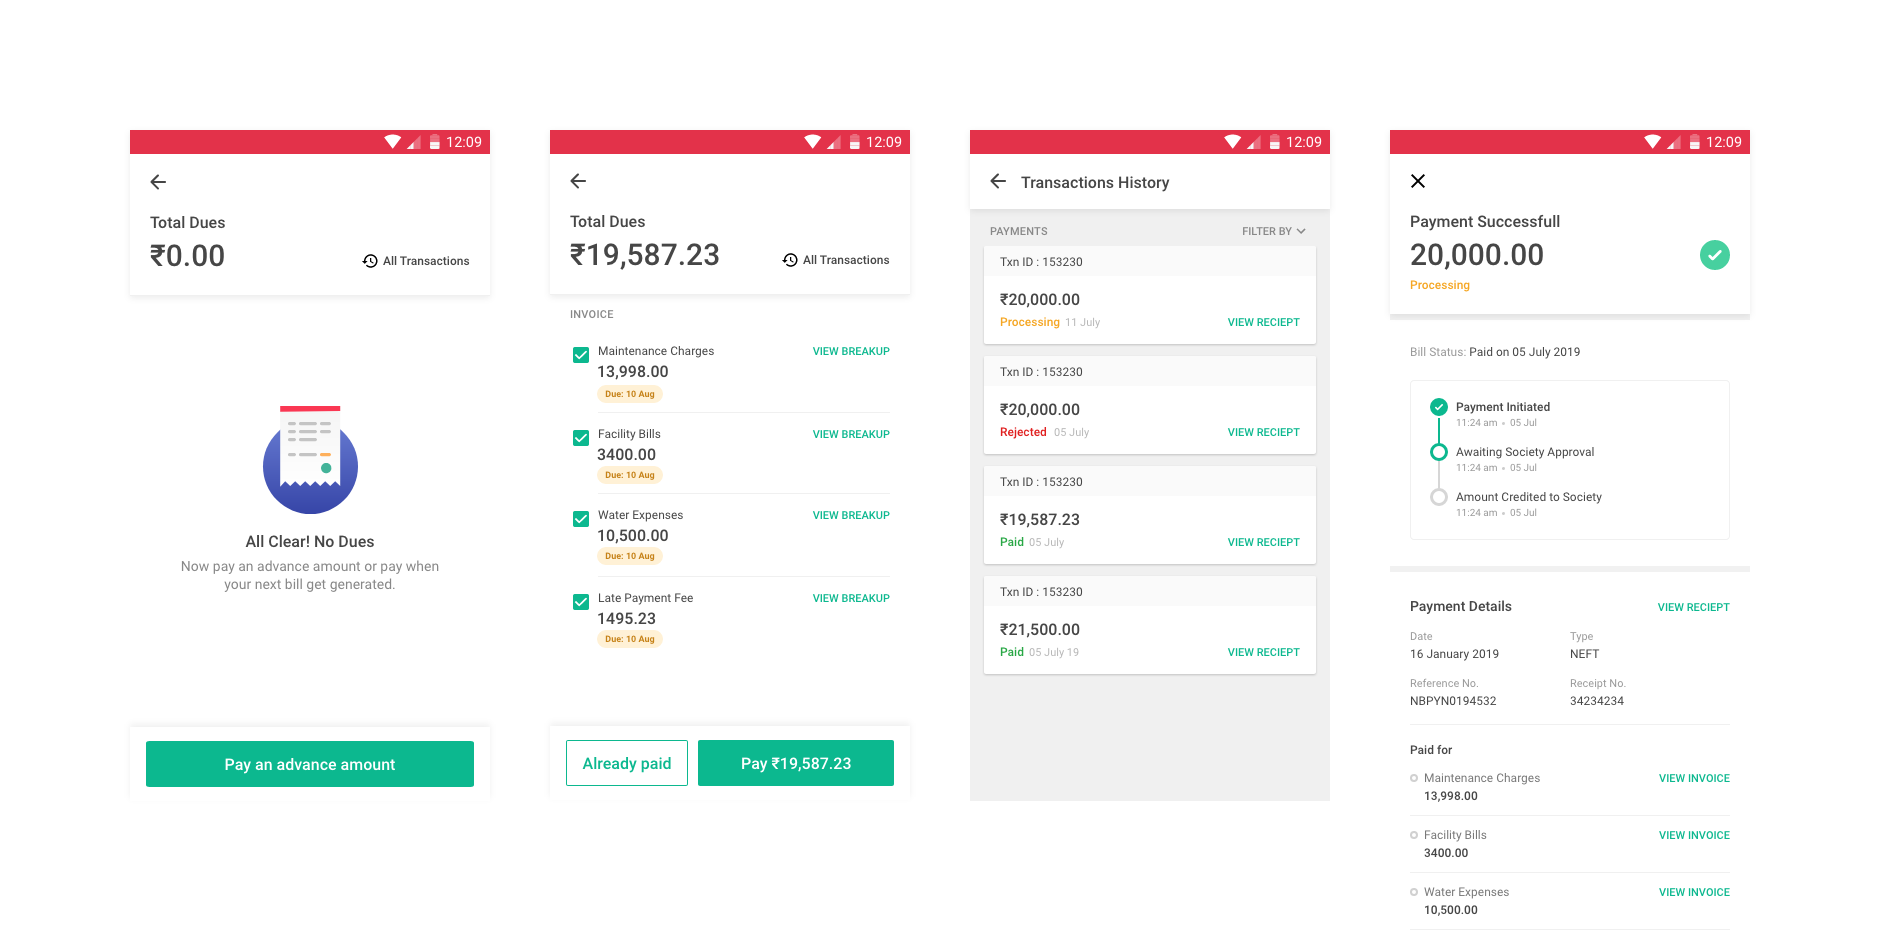 12:09
Total Dues
₹0.00
All Transactions
All Clear! No Dues
Now pay an advance amount or pay when
your next bill get generated.
Pay an advance amount
12:09
Total Dues
₹19,587.23
All Transactions
INVOICE
Maintenance Charges
VIEW BREAKUP
13,998.00
Due: 10 Aug
Facility Bills
VIEW BREAKUP
3400.00
Due: 10 Aug
Water Expenses
VIEW BREAKUP
10,500.00
Due: 10 Aug
Late Payment Fee
VIEW BREAKUP
1495.23
Due: 10 Aug
Already paid
Pay ₹19,587.23
12:09
Transactions History
PAYMENTS
FILTER BY
Txn ID : 153230
₹20,000.00
Processing 11 July
VIEW RECIEPT
Txn ID : 153230
₹20,000.00
Rejected 05 July
VIEW RECIEPT
Txn ID : 153230
₹19,587.23
Paid 05 July
VIEW RECIEPT
Txn ID : 153230
₹21,500.00
Paid 05 July 19
VIEW RECIEPT
12:09
Payment Successfull
20,000.00
Processing
Bill Status: Paid on 05 July 2019
Payment Initiated
11:24 am • 05 Jul
Awaiting Society Approval
11:24 am • 05 Jul
Amount Credited to Society
11:24 am • 05 Jul
Payment Details
VIEW RECIEPT
Date
Type
16 January 2019
NEFT
Reference No.
Receipt No.
NBPYN0194532
34234234
Paid for
Maintenance Charges
VIEW INVOICE
13,998.00
Facility Bills
VIEW INVOICE
3400.00
Water Expenses
VIEW INVOICE
10,500.00